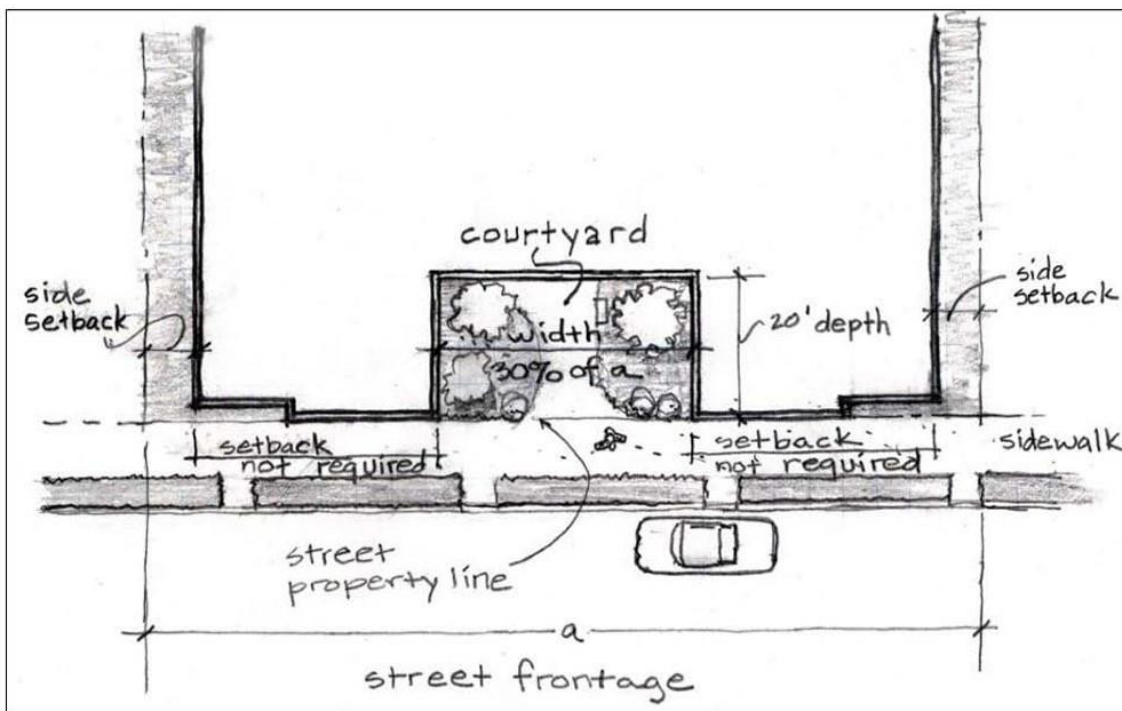 courtyard
side
setback
side
setback
20' depth
width
30% of a
setback
not required
setback
not required
sidewalk
street
property line
a
street frontage